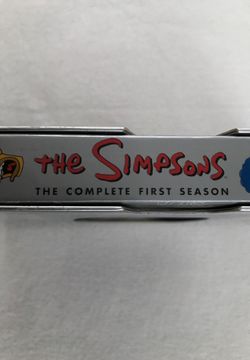 The Simpsons
THE COMPLETE FIRST SEASON